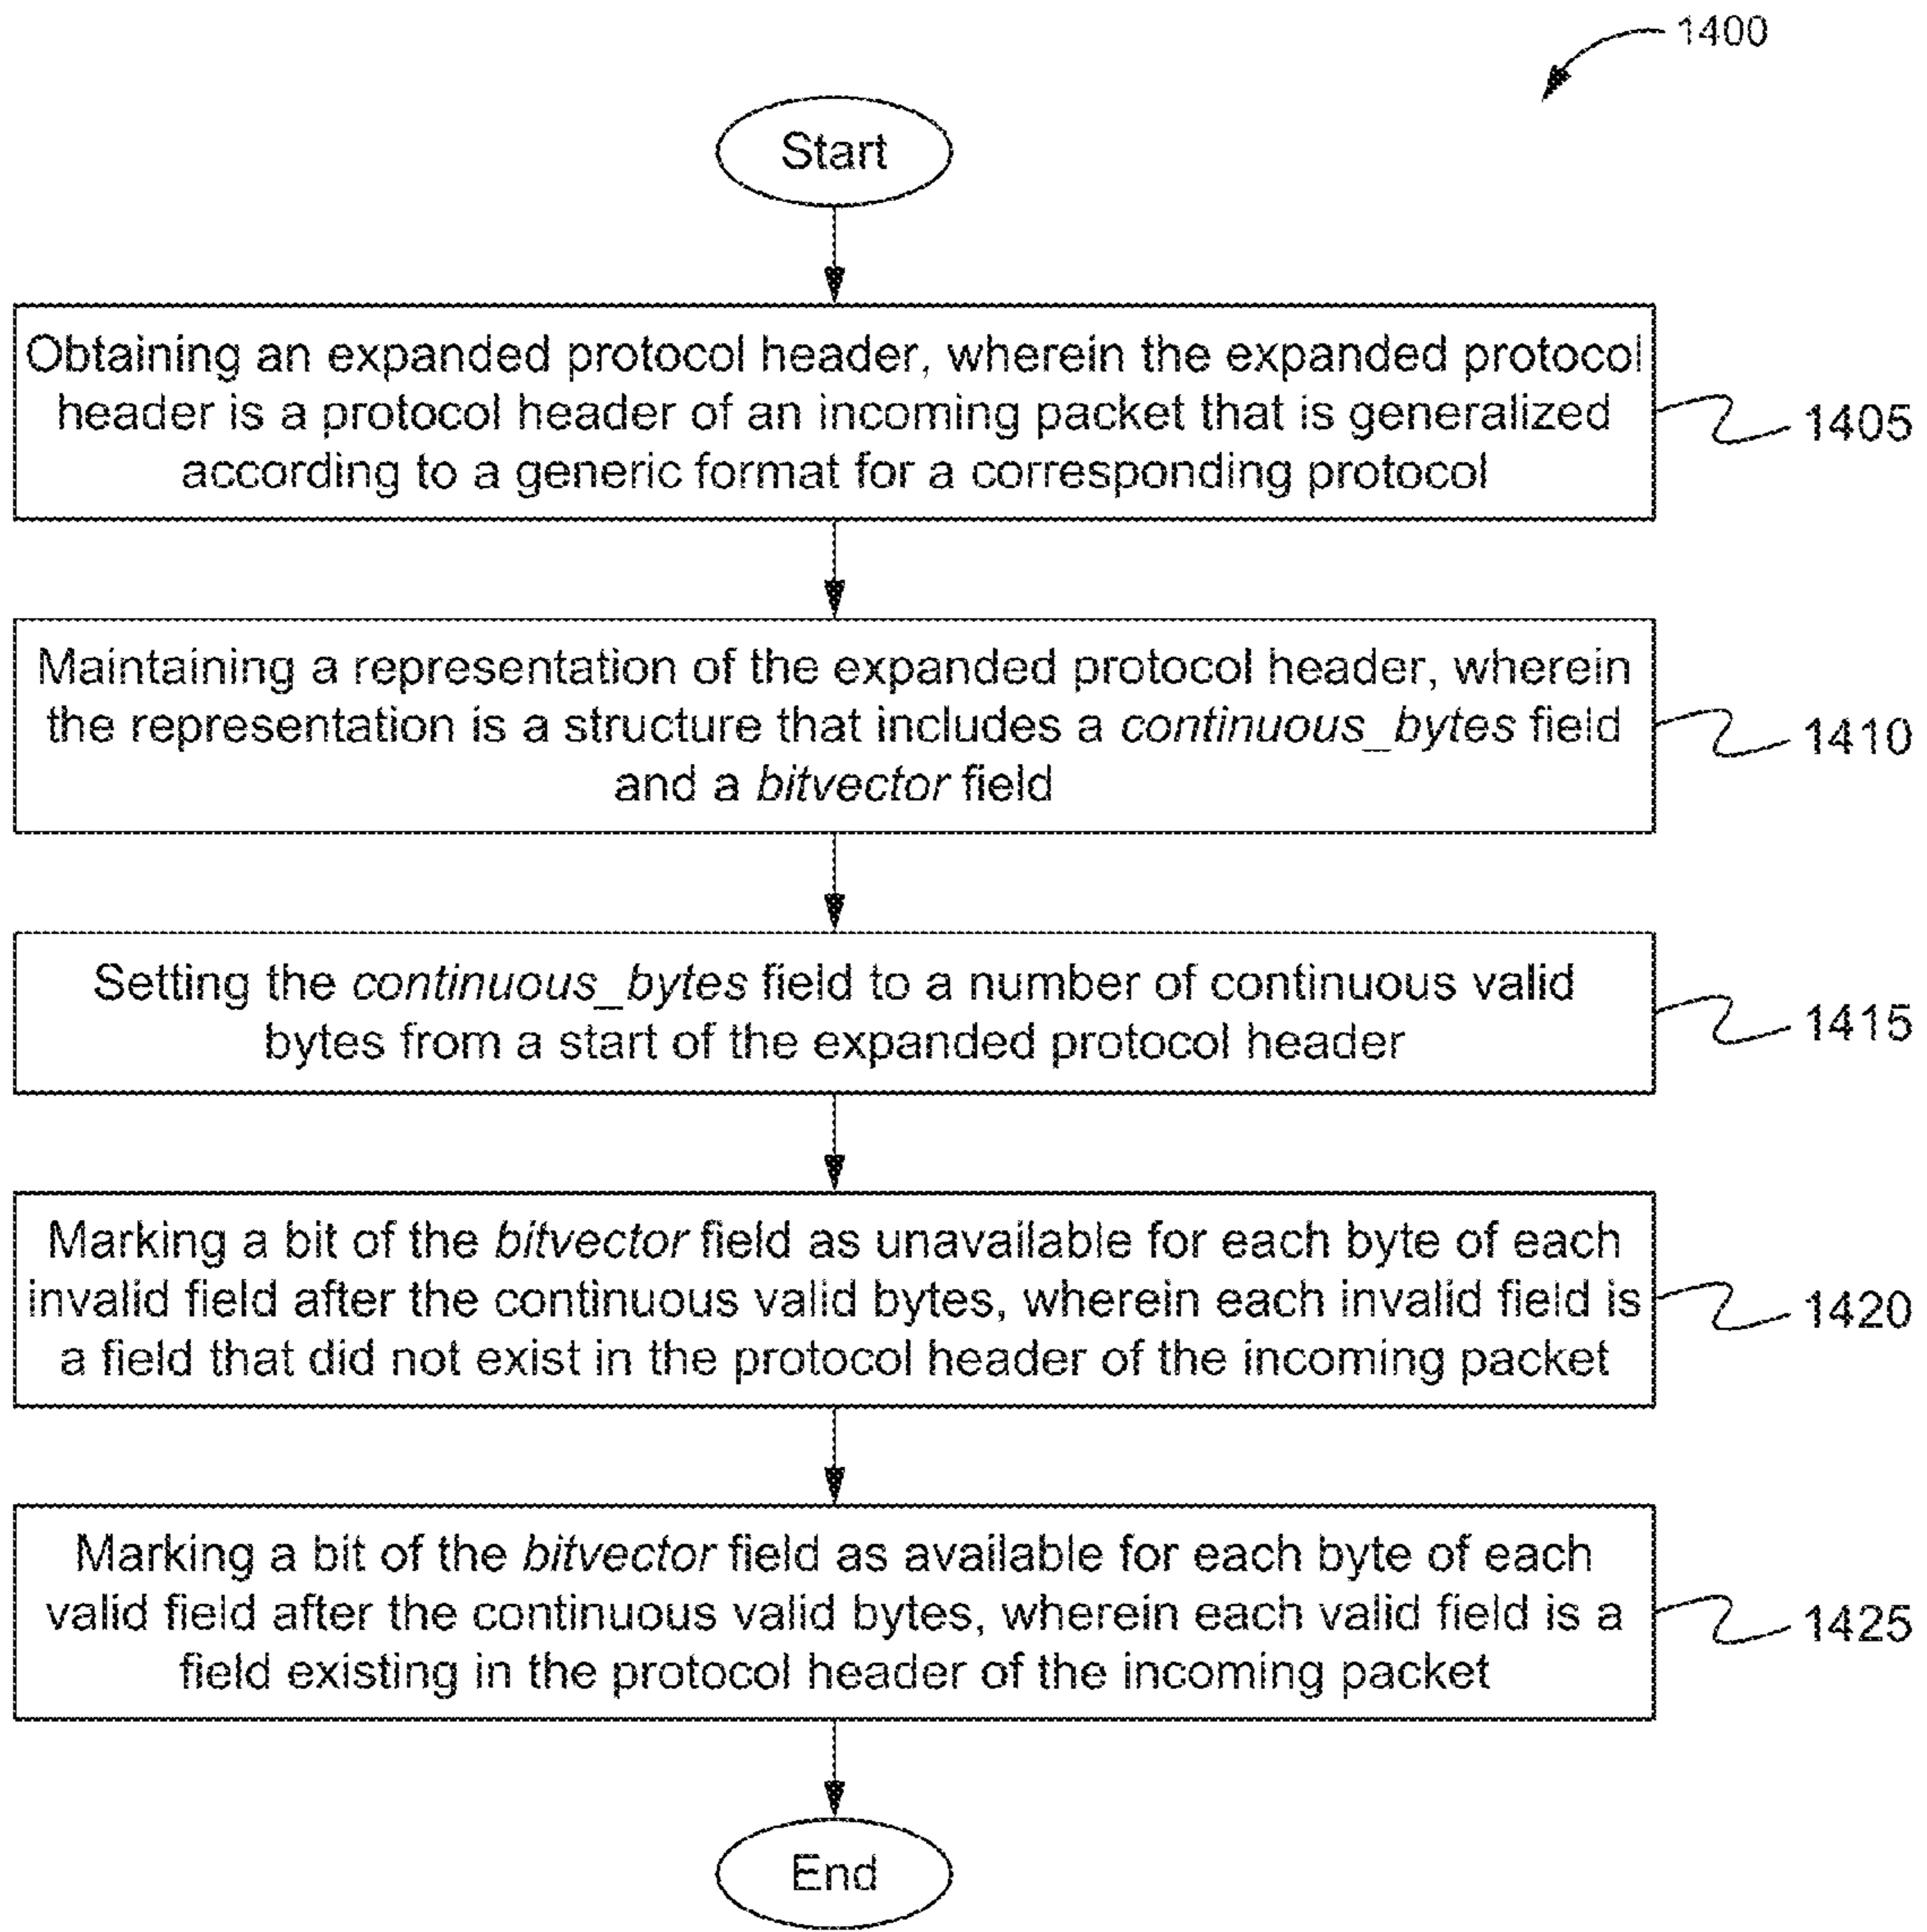 1400
Start
Obtaining an expanded protocol header, wherein the expanded protocol
header is a protocol header of an incoming packet that is generalized
according to a generic format for a corresponding protocol
1405
Maintaining a representation of the expanded protocol header, wherein
the representation is a structure that includes a continuous_bytes field
and a bitvector field
1410
Setting the continuous_bytes field to a number of continuous valid
bytes from a start of the expanded protocol header
1415
Marking a bit of the bitvector field as unavailable for each byte of each
invalid field after the continuous valid bytes, wherein each invalid field is
a field that did not exist in the protocol header of the incoming packet
1420
Marking a bit of the bitvector field as available for each byte of each
valid field after the continuous valid bytes, wherein each valid field is a
field existing in the protocol header of the incoming packet
1425
End